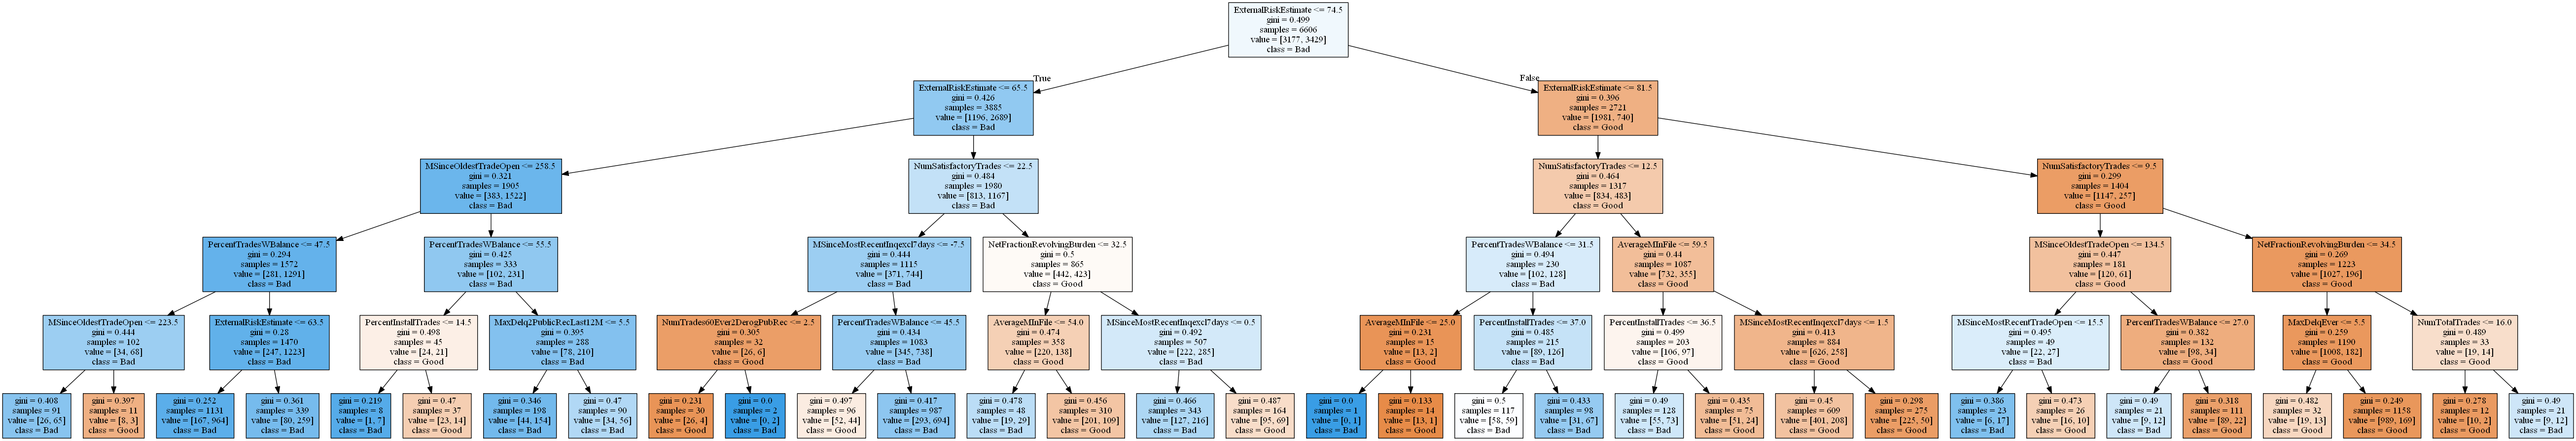 ExternalRiskEstimate <= 74.5
gini = 0.499
samples = 6606
value = [3177, 3429]
class = Bad
True
False
ExternalRiskEstimate <= 65.5
gini = 0.426
samples = 3885
value = [1196, 2689]
class = Bad
ExternalRiskEstimate <= 81.5
gini = 0.396
samples = 2721
value = [1981, 740]
class = Good
MSinceOldestTradeOpen <= 258.5
gini = 0.321
samples = 1905
value = [383, 1522]
class = Bad
NumSatisfactoryTrades <= 22.5
gini = 0.484
samples = 1980
value = [813, 1167]
class = Bad
NumSatisfactoryTrades <= 12.5
gini = 0.464
samples = 1317
value = [834, 483]
class = Good
NumSatisfactoryTrades <= 9.5
gini = 0.299
samples = 1404
value = [1147, 257]
class = Good
PercentTradesWBalance <= 47.5
gini = 0.294
samples = 1572
value = [281, 1291]
class = Bad
PercentTradesWBalance <= 55.5
gini = 0.425
samples = 333
value = [102, 231]
class = Bad
MSinceMostRecentInqexcl7days <= -7.5
gini = 0.444
samples = 1115
value = [371, 744]
class = Bad
NetFractionRevolvingBurden <= 32.5
gini = 0.5
samples = 865
value = [442, 423]
class = Good
PercentTradesWBalance <= 31.5
gini = 0.494
samples = 230
value = [102, 128]
class = Bad
AverageMInFile <= 59.5
gini = 0.44
samples = 1087
value = [732, 355]
class = Good
MSinceOldestTradeOpen <= 134.5
gini = 0.447
samples = 181
value = [120, 61]
class = Good
NetFractionRevolvingBurden <= 34.5
gini = 0.269
samples = 1223
value = [1027, 196]
class = Good
MSinceOldestTradeOpen <= 223.5
gini = 0.444
samples = 102
value = [34, 68]
class = Bad
ExternalRiskEstimate <= 63.5
gini = 0.28
samples = 1470
value = [247, 1223]
class = Bad
PercentInstallTrades <= 14.5
gini = 0.498
samples = 45
value = [24, 21]
class = Good
MaxDelq2PublicRecLast12M <= 5.5
gini = 0.395
samples = 288
value = [78, 210]
class = Bad
NumTrades60Ever2DerogPubRec <= 2.5
gini = 0.305
samples = 32
value = [26, 6]
class = Good
PercentTradesWBalance <= 45.5
gini = 0.434
samples = 1083
value = [345, 738]
class = Bad
AverageMInFile <= 54.0
gini = 0.474
samples = 358
value = [220, 138]
class = Good
MSinceMostRecentInqexcl7days <= 0.5
gini = 0.492
samples = 507
value = [222, 285]
class = Bad
AverageMInFile <= 25.0
gini = 0.231
samples = 15
value = [13, 2]
class = Good
PercentInstallTrades <= 37.0
gini = 0.485
samples = 215
value = [89, 126]
class = Bad
PercentInstallTrades <= 36.5
gini = 0.499
samples = 203
value = [106, 97]
class = Good
MSinceMostRecentInqexcl7days <= 1.5
gini = 0.413
samples = 884
value = [626, 258]
class = Good
MSinceMostRecentTradeOpen <= 15.5
gini = 0.495
samples = 49
value = [22, 27]
class = Bad
PercentTradesWBalance <= 27.0
gini = 0.382
samples = 132
value = [98, 34]
class = Good
MaxDelqEver <= 5.5
gini = 0.259
samples = 1190
value = [1008, 182]
class = Good
NumTotalTrades <= 16.0
gini = 0.489
samples = 33
value = [19, 14]
class = Good
gini = 0.408
samples = 91
value = [26, 65]
class = Bad
gini = 0.397
samples = 11
value = [8, 3]
class = Good
gini = 0.252
samples = 1131
value = [167, 964]
class = Bad
gini = 0.361
samples = 339
value = [80, 259]
class = Bad
gini = 0.219
samples = 8
value = [1, 7]
class = Bad
gini = 0.47
samples = 37
value = [23, 14]
class = Good
gini = 0.346
samples = 198
value = [44, 154]
class = Bad
gini = 0.47
samples = 90
value = [34, 56]
class = Bad
gini = 0.231
samples = 30
value = [26, 4]
class = Good
gini = 0.0
samples = 2
value = [0, 2]
class = Bad
gini = 0.497
samples = 96
value = [52, 44]
class = Good
gini = 0.417
samples = 987
value = [293, 694]
class = Bad
gini = 0.478
samples = 48
value = [19, 29]
class = Bad
gini = 0.456
samples = 310
value = [201, 109]
class = Good
gini = 0.466
samples = 343
value = [127, 216]
class = Bad
gini = 0.487
samples = 164
value = [95, 69]
class = Good
gini = 0.0
samples = 1
value = [0, 1]
class = Bad
gini = 0.133
samples = 14
value = [13, 1]
class = Good
gini = 0.5
samples = 117
value = [58, 59]
class = Bad
gini = 0.433
samples = 98
value = [31, 67]
class = Bad
gini = 0.49
samples = 128
value = [55, 73]
class = Bad
gini = 0.435
samples = 75
value = [51, 24]
class = Good
gini = 0.45
samples = 609
value = [401, 208]
class = Good
gini = 0.298
samples = 275
value = [225, 50]
class = Good
gini = 0.386
samples = 23
value = [6, 17]
class = Bad
gini = 0.473
samples = 26
value = [16, 10]
class = Good
gini = 0.49
samples = 21
value = [9, 12]
class = Bad
gini = 0.318
samples = 111
value = [89, 22]
class = Good
gini = 0.482
samples = 32
value = [19, 13]
class = Good
gini = 0.249
samples = 1158
value = [989, 169]
class = Good
gini = 0.278
samples = 12
value = [10, 2]
class = Good
gini = 0.49
samples = 21
value = [9, 12]
class = Bad